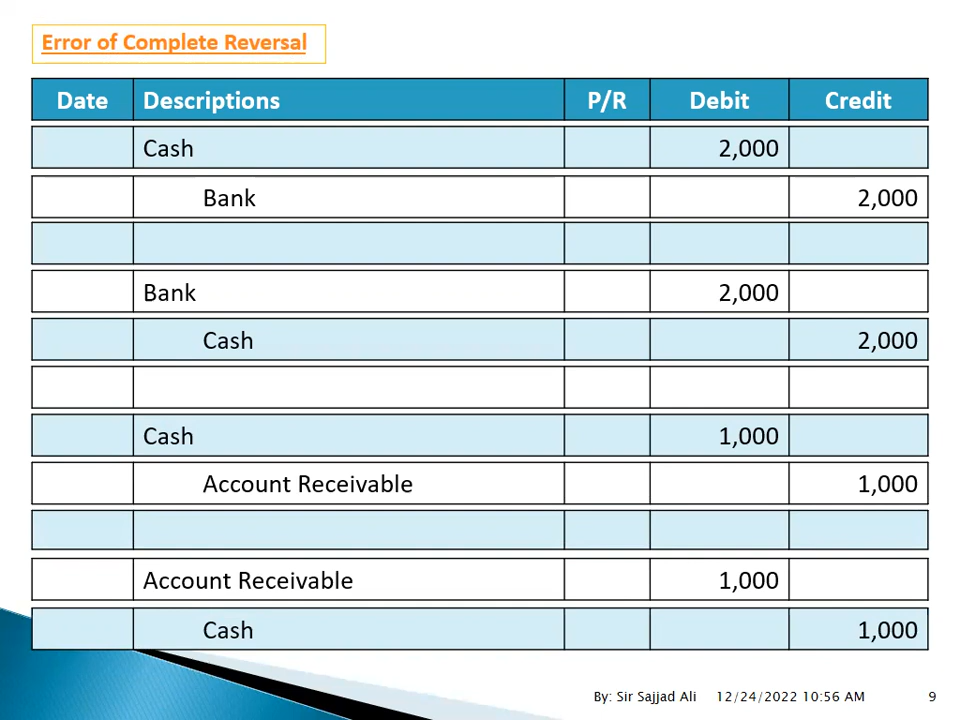 Error of Complete Reversal
Date Descriptions P/R Debit Credit
Cash 2,000
Bank 2,000
Bank 2,000
Cash 2,000
Cash 1,000
Account Receivable 1,000
Account Receivable 1,000
Cash 1,000
By: Sir Sajjad Ali 12/24/2022 10:56 AM 9